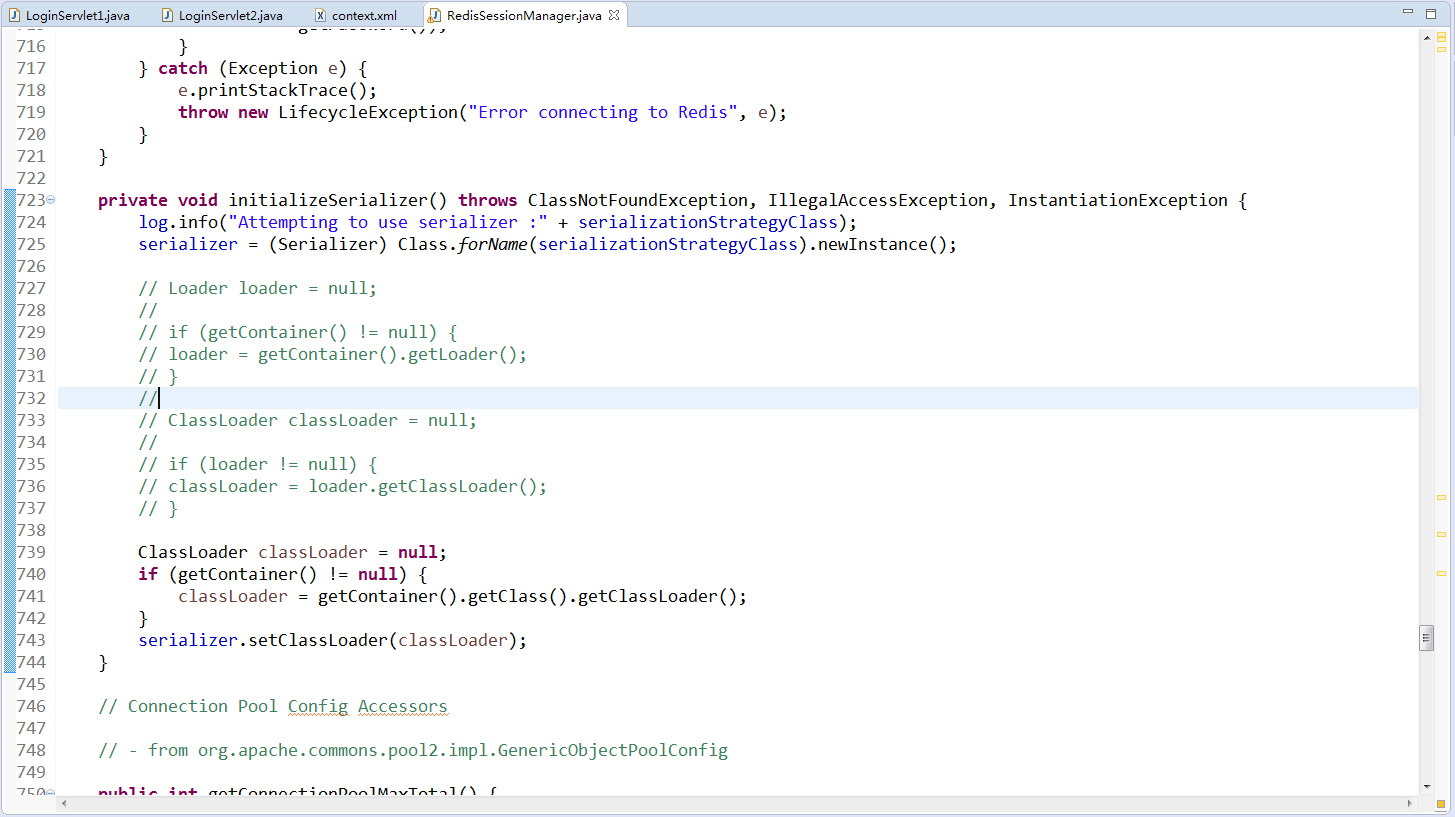 LoginServlet1.java LoginServlet2.java context.xml RedisSessionManager.java
716 }
717 } catch (Exception e) {
718 e.printStackTrace();
719 throw new LifecycleException("Error connecting to Redis", e);
720 }
721 }
722
723 private void initializeSerializer() throws ClassNotFoundException, IllegalAccessException, InstantiationException {
724 log.info("Attempting to use serializer :" + serializationStrategyClass);
725 serializer = (Serializer) Class.forName(serializationStrategyClass).newInstance();
726
727 // Loader loader = null;
728 //
729 // if (getContainer() != null) {
730 // loader = getContainer().getLoader();
731 // }
732 //
733 // ClassLoader classLoader = null;
734 //
735 // if (loader != null) {
736 // classLoader = loader.getClassLoader();
737 // }
738
739 ClassLoader classLoader = null;
740 if (getContainer() != null) {
741 classLoader = getContainer().getClass().getClassLoader();
742 }
743 serializer.setClassLoader(classLoader);
744 }
745
746 // Connection Pool Config Accessors
747
748 // - from org.apache.commons.pool2.impl.GenericObjectPoolConfig
749
750 public int getConnectionPoolMaxTotal() {